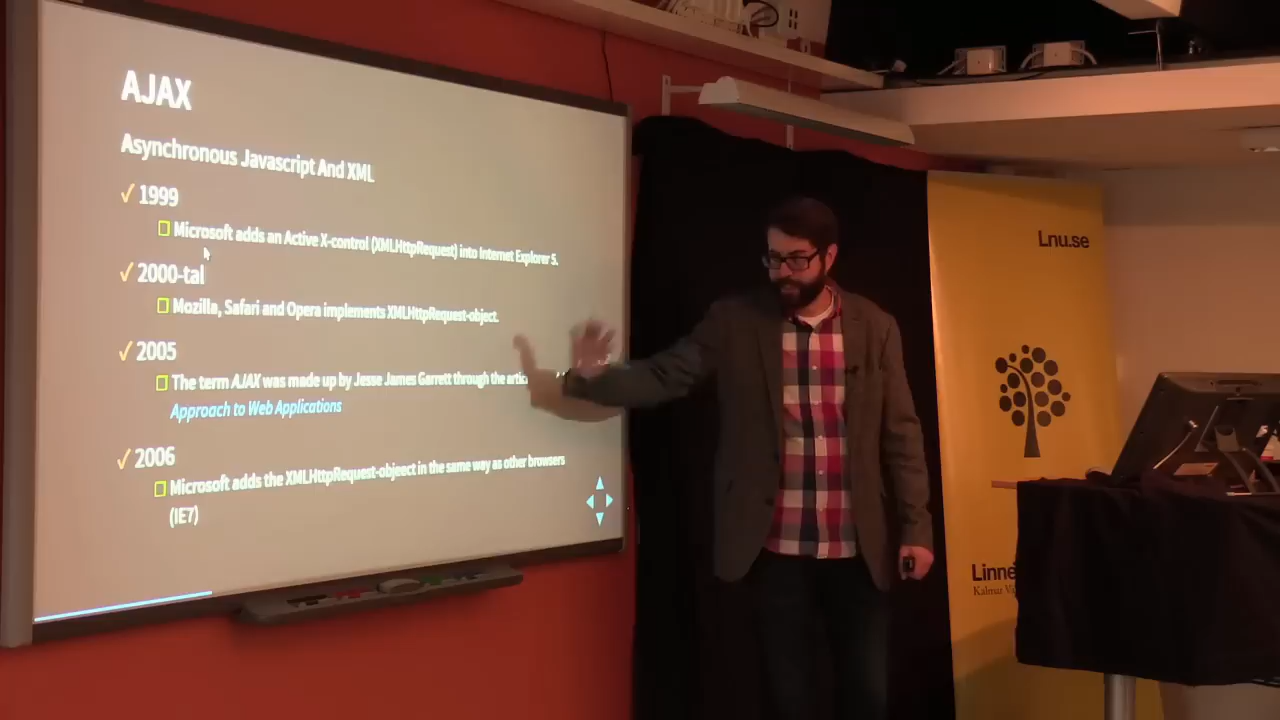 AJAX
Asynchronous Javascript And XML
✓ 1999
Microsoft adds an Active X-control (XMLHttpRequest) into Internet Explorer 5.
✓ 2000-tal
Mozilla, Safari and Opera implements XMLHttpRequest-object.
✓ 2005
The term AJAX was made up by Jesse James Garrett through the
Approach to Web Applications
✓ 2006
Microsoft adds the XMLHttpRequest-objeect in the same way as other browsers
(IE7)
Lnu.se
Linne
Kalmar